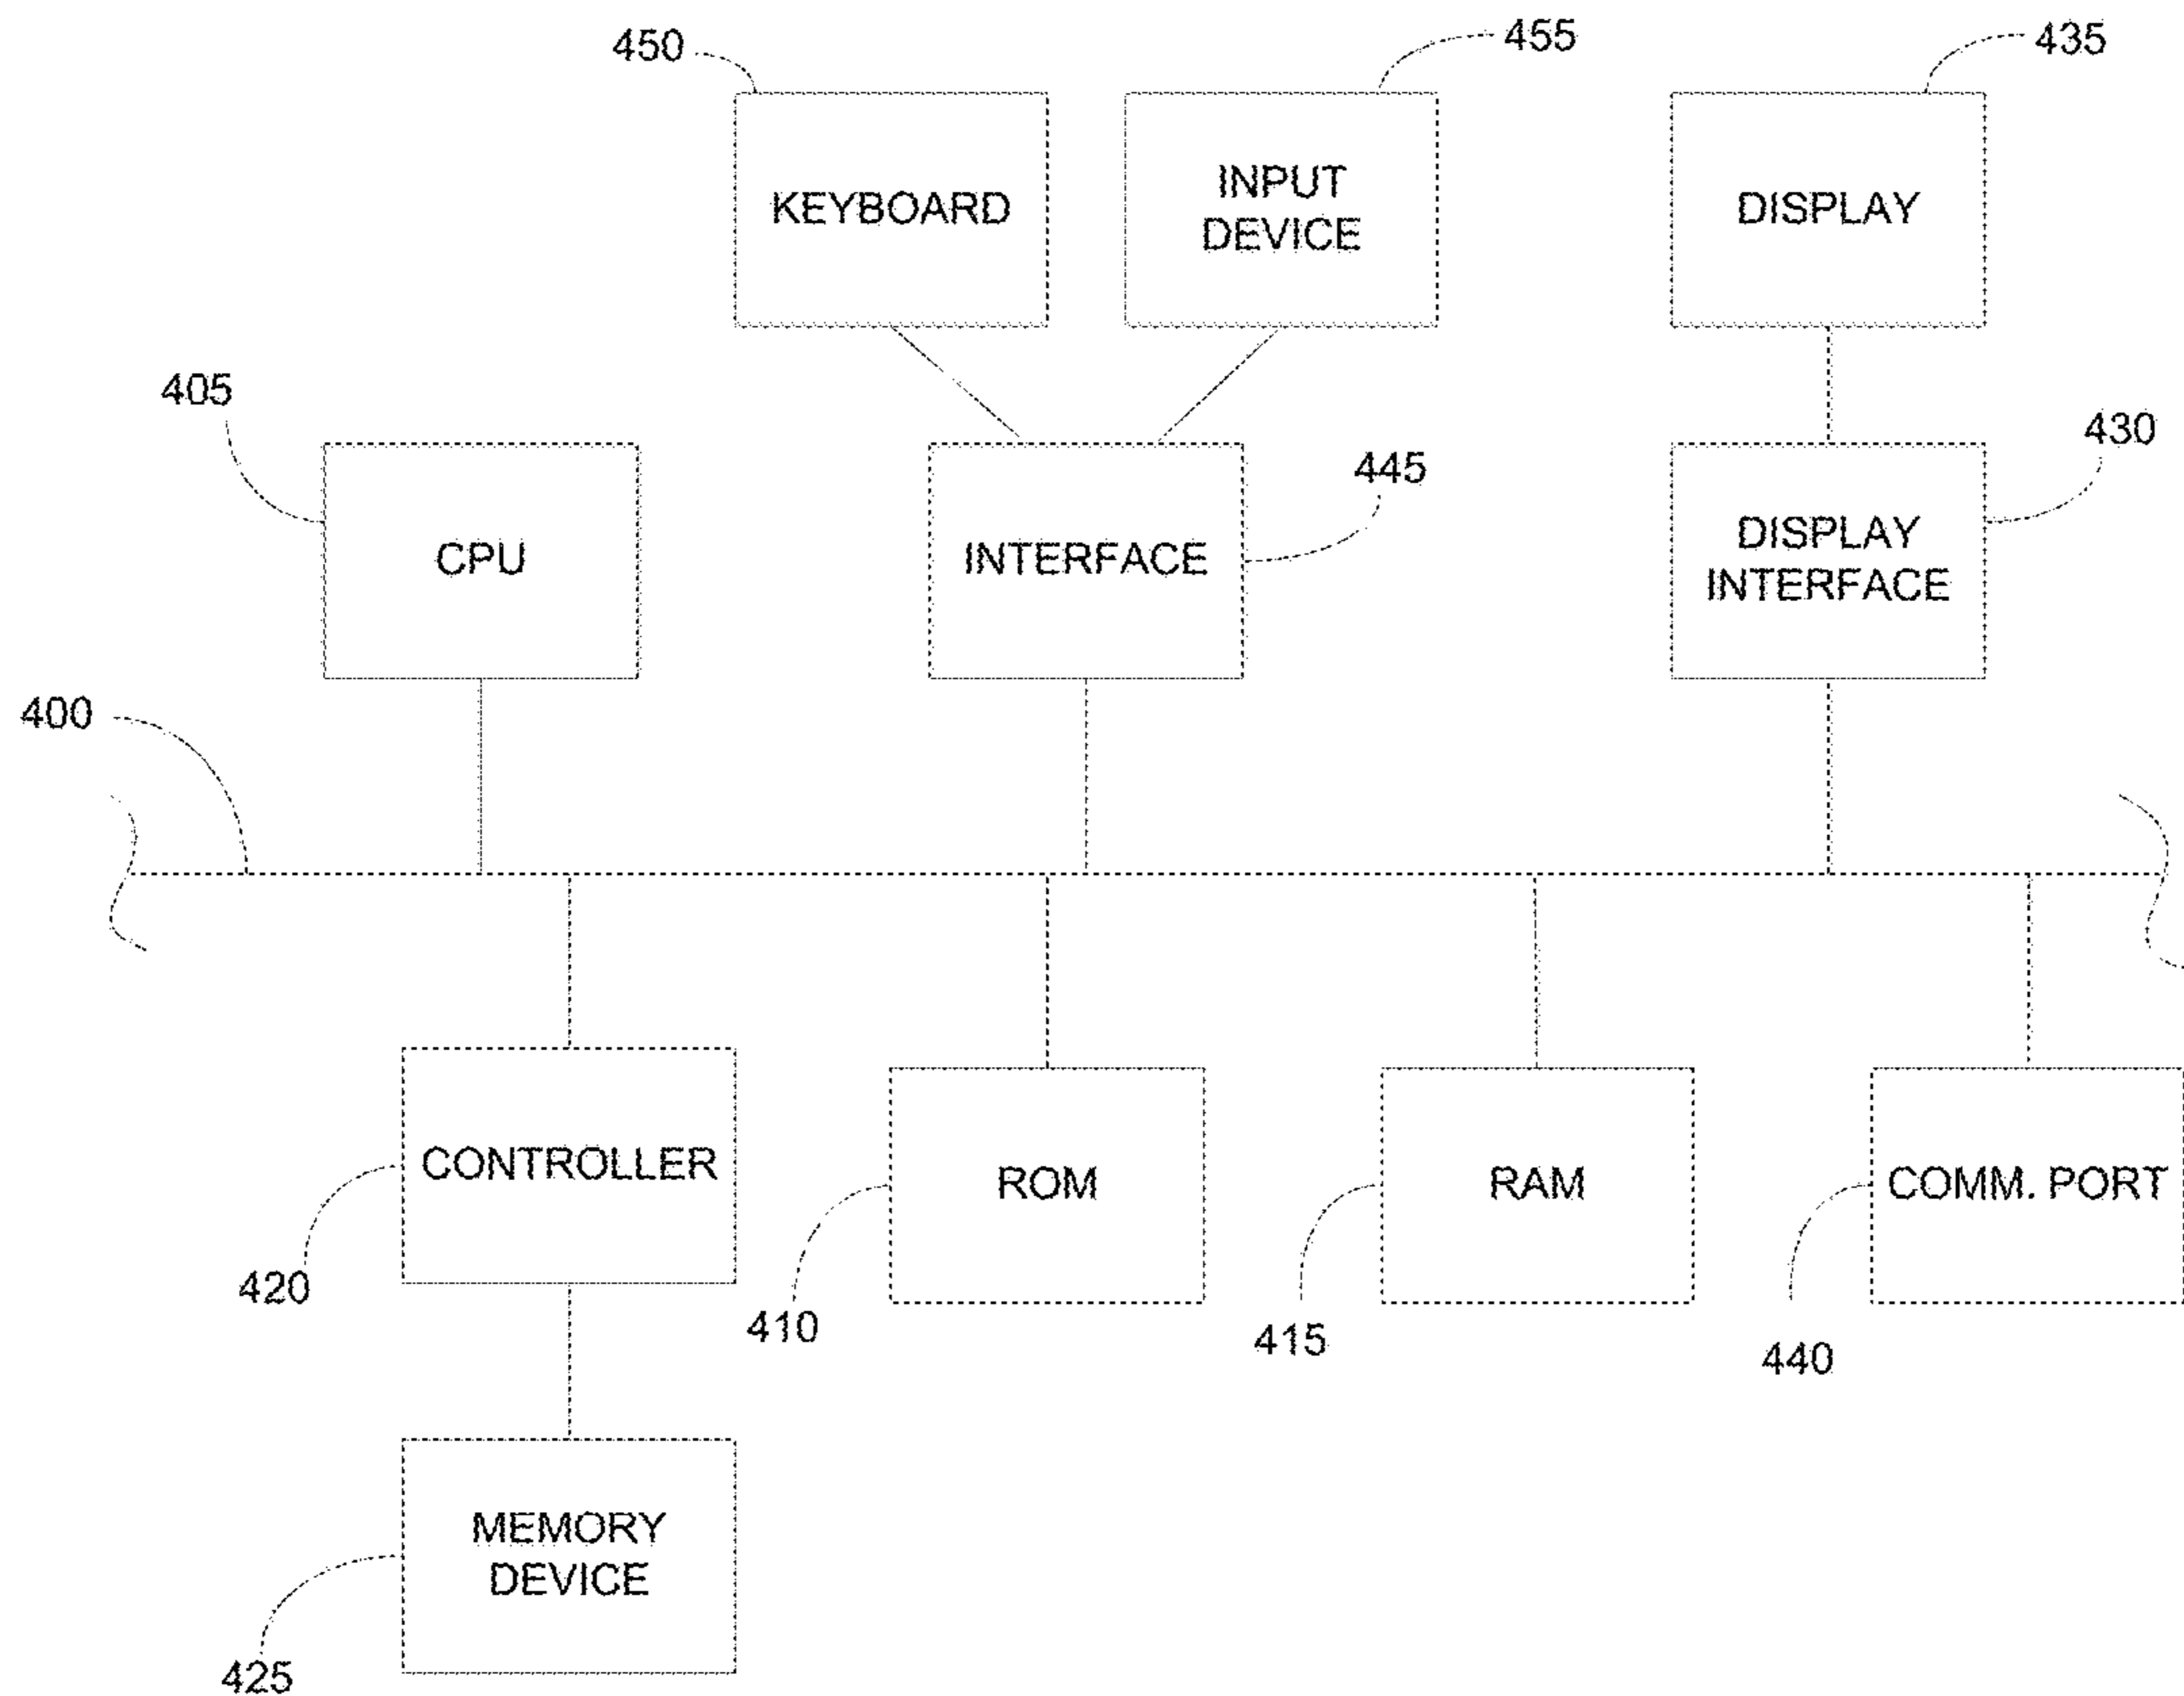 450
455
435
KEYBOARD
INPUT
DEVICE
DISPLAY
405
430
445
CPU
INTERFACE
DISPLAY
INTERFACE
400
CONTROLLER
ROM
RAM
COMM. PORT
420
410
415
440
MEMORY
DEVICE
425